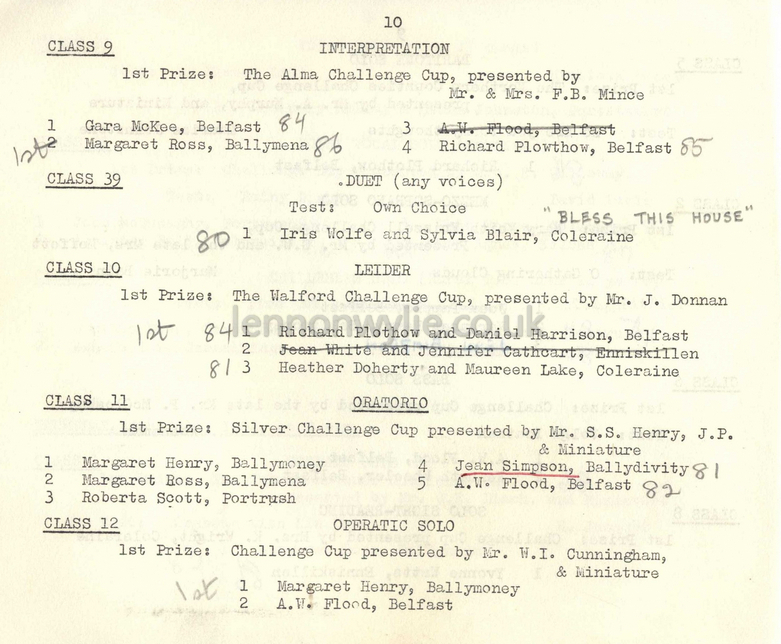 10
CLASS 9 INTERPRETATION
1st Prize: The Alma Challenge Cup, presented by
Mr. & Mrs. F.B. Mince
1 Gara McKee, Belfast 84 3 A.W. Flood, Belfast
1st 2 Margaret Ross, Ballymena 86 4 Richard Plowthow, Belfast 85
CLASS 39 .DUET (any voices)
Test: Own Choice "BLESS THIS HOUSE"
80 1 Iris Wolfe and Sylvia Blair, Coleraine
CLASS 10 LEIDER
1st Prize: The Walford Challenge Cup, presented by Mr. J. Donnan
lennonwylie.co.uk
1st 84 1 Richard Plothow and Daniel Harrison, Belfast
2 Jean White and Jennifer Cathcart, Enniskillen
81 3 Heather Doherty and Maureen Lake, Coleraine
CLASS 11 ORATORIO
1st Prize: Silver Challenge Cup presented by Mr. S.S. Henry, J.P.
& Miniature
1 Margaret Henry, Ballymoney 4 Jean Simpson, Ballydivity 81
2 Margaret Ross, Ballymena 5 A.W. Flood, Belfast 82
3 Roberta Scott, Portrush
CLASS 12 OPERATIC SOLO
1st Prize: Challenge Cup presented by Mr. W.I. Cunningham,
& Miniature
1st 1 Margaret Henry, Ballymoney
2 A.W. Flood, Belfast